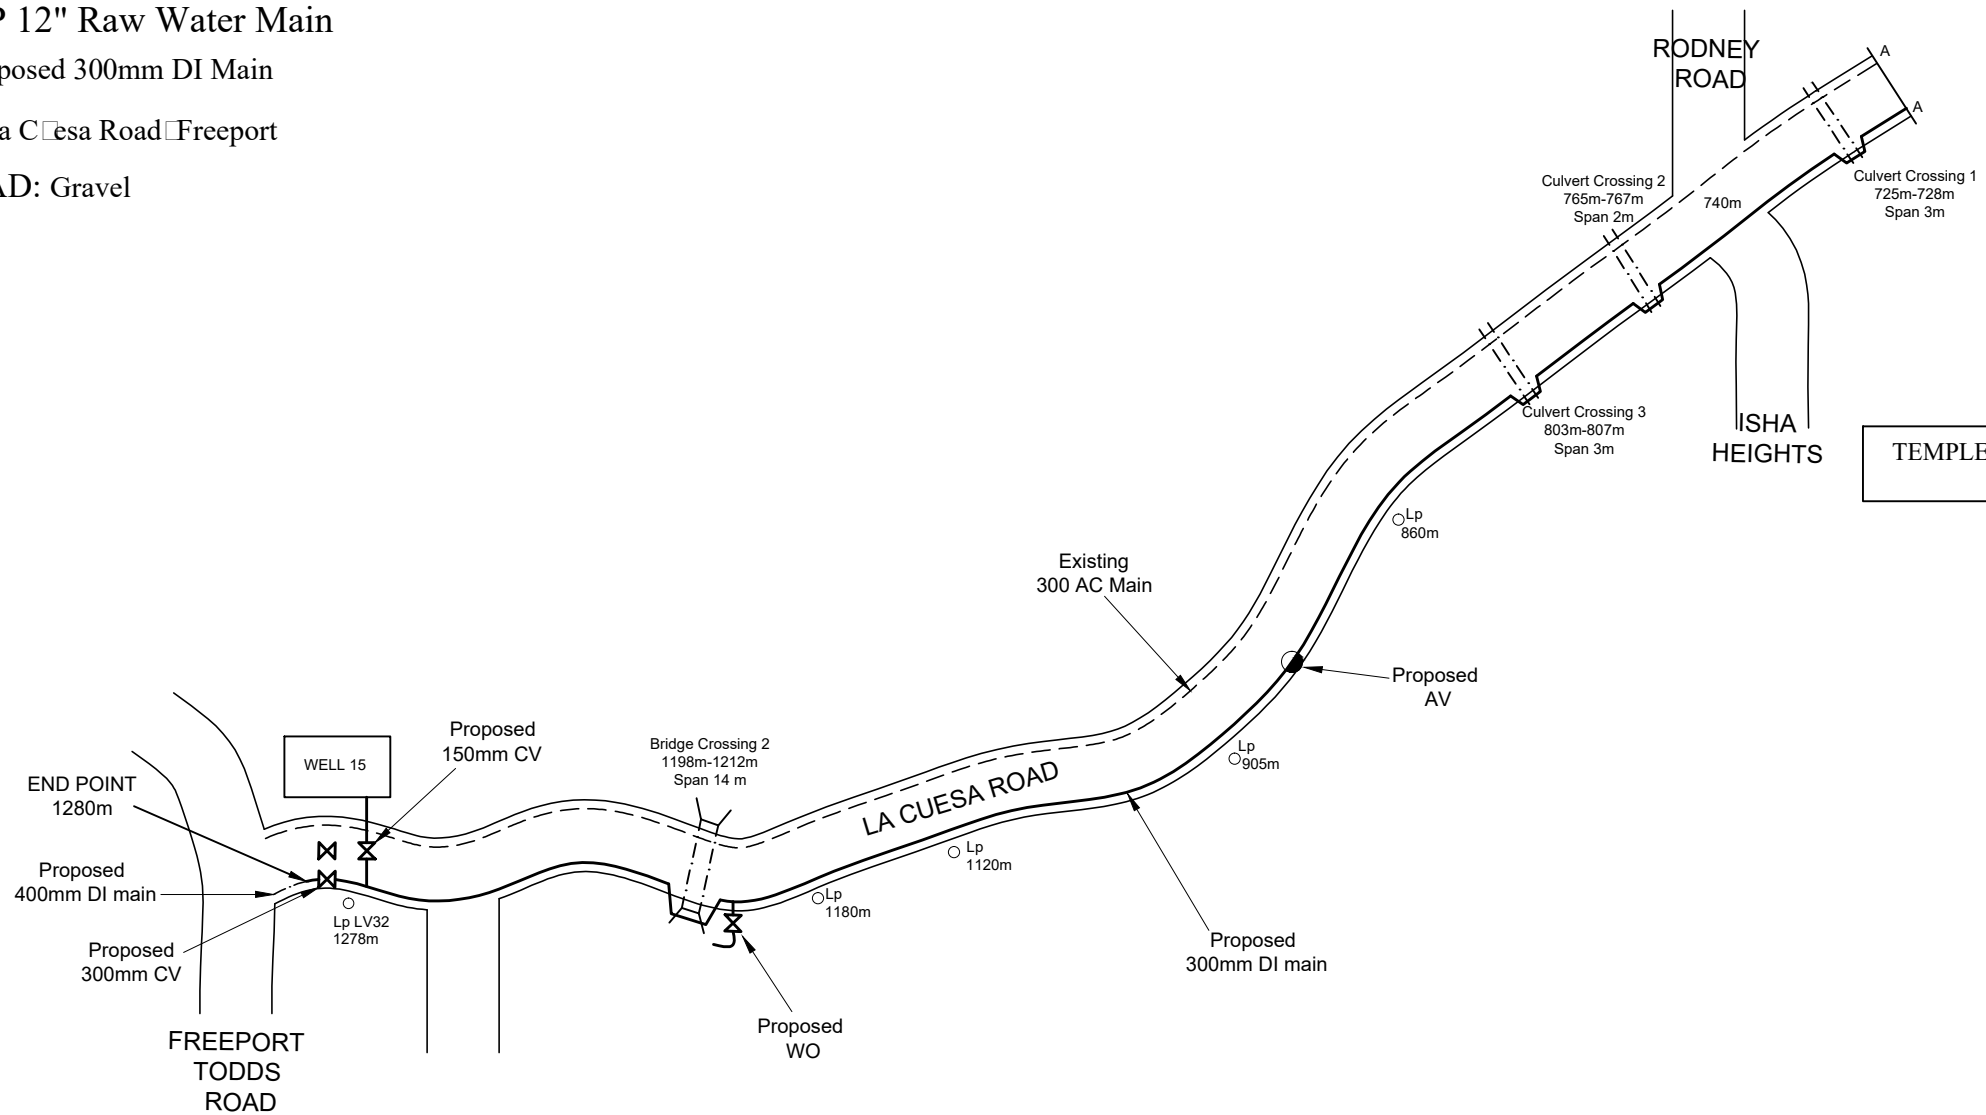 P 12" Raw Water Main
posed 300mm DI Main
a C□esa Road□Freeport
AD: Gravel
RODNEY
ROAD
A
A
Culvert Crossing 1
725m-728m
Span 3m
Culvert Crossing 2
765m-767m
Span 2m
740m
Culvert Crossing 3
803m-807m
Span 3m
ISHA
HEIGHTS
TEMPLE
Lp
860m
Existing
300 AC Main
Proposed
AV
Lp
905m
LA CUESA ROAD
Bridge Crossing 2
1198m-1212m
Span 14 m
Proposed
150mm CV
WELL 15
END POINT
1280m
Proposed
400mm DI main
Lp LV32
1278m
Proposed
300mm CV
Lp
1120m
Lp
1180m
Proposed
300mm DI main
Proposed
WO
FREEPORT
TODDS
ROAD